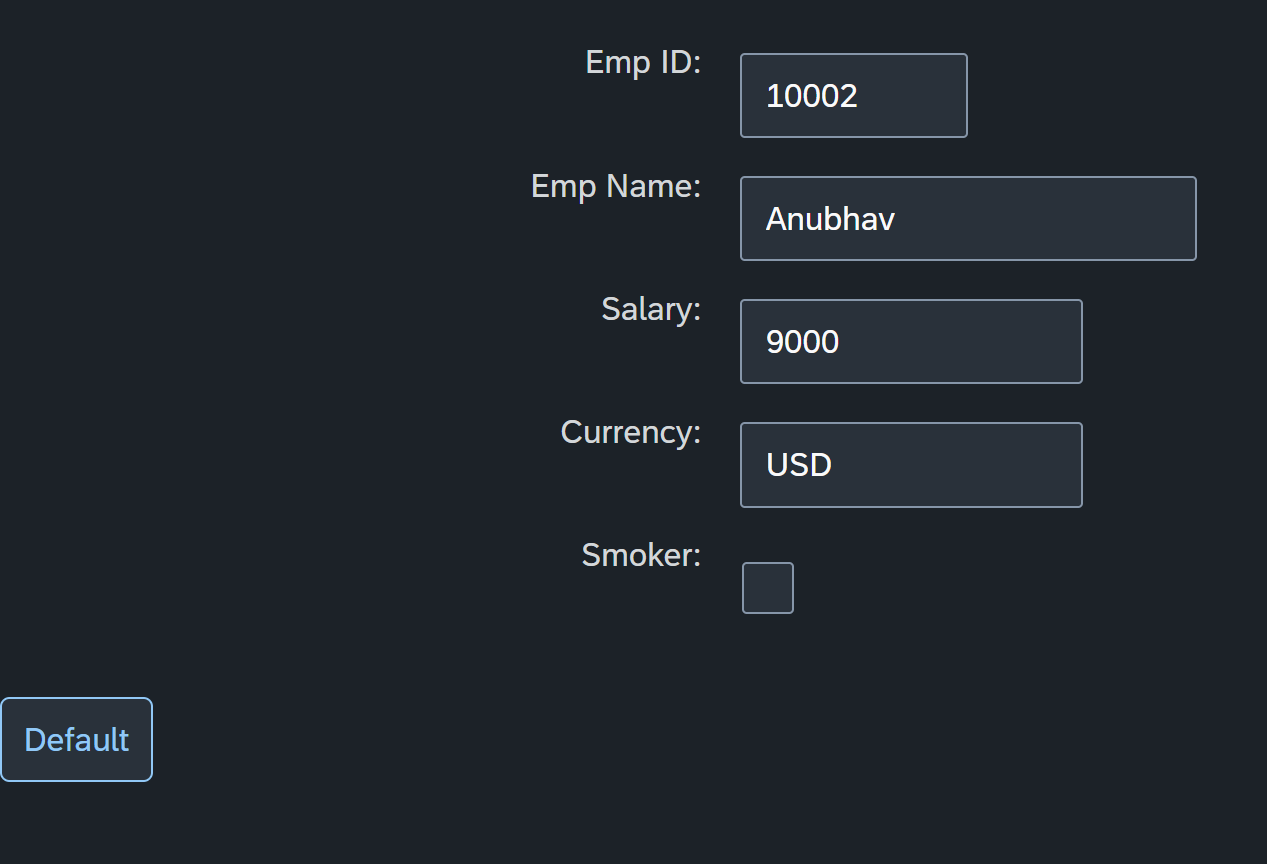 Emp ID:
10002
Emp Name:
Anubhav
Salary:
9000
Currency:
USD
Smoker:
Default